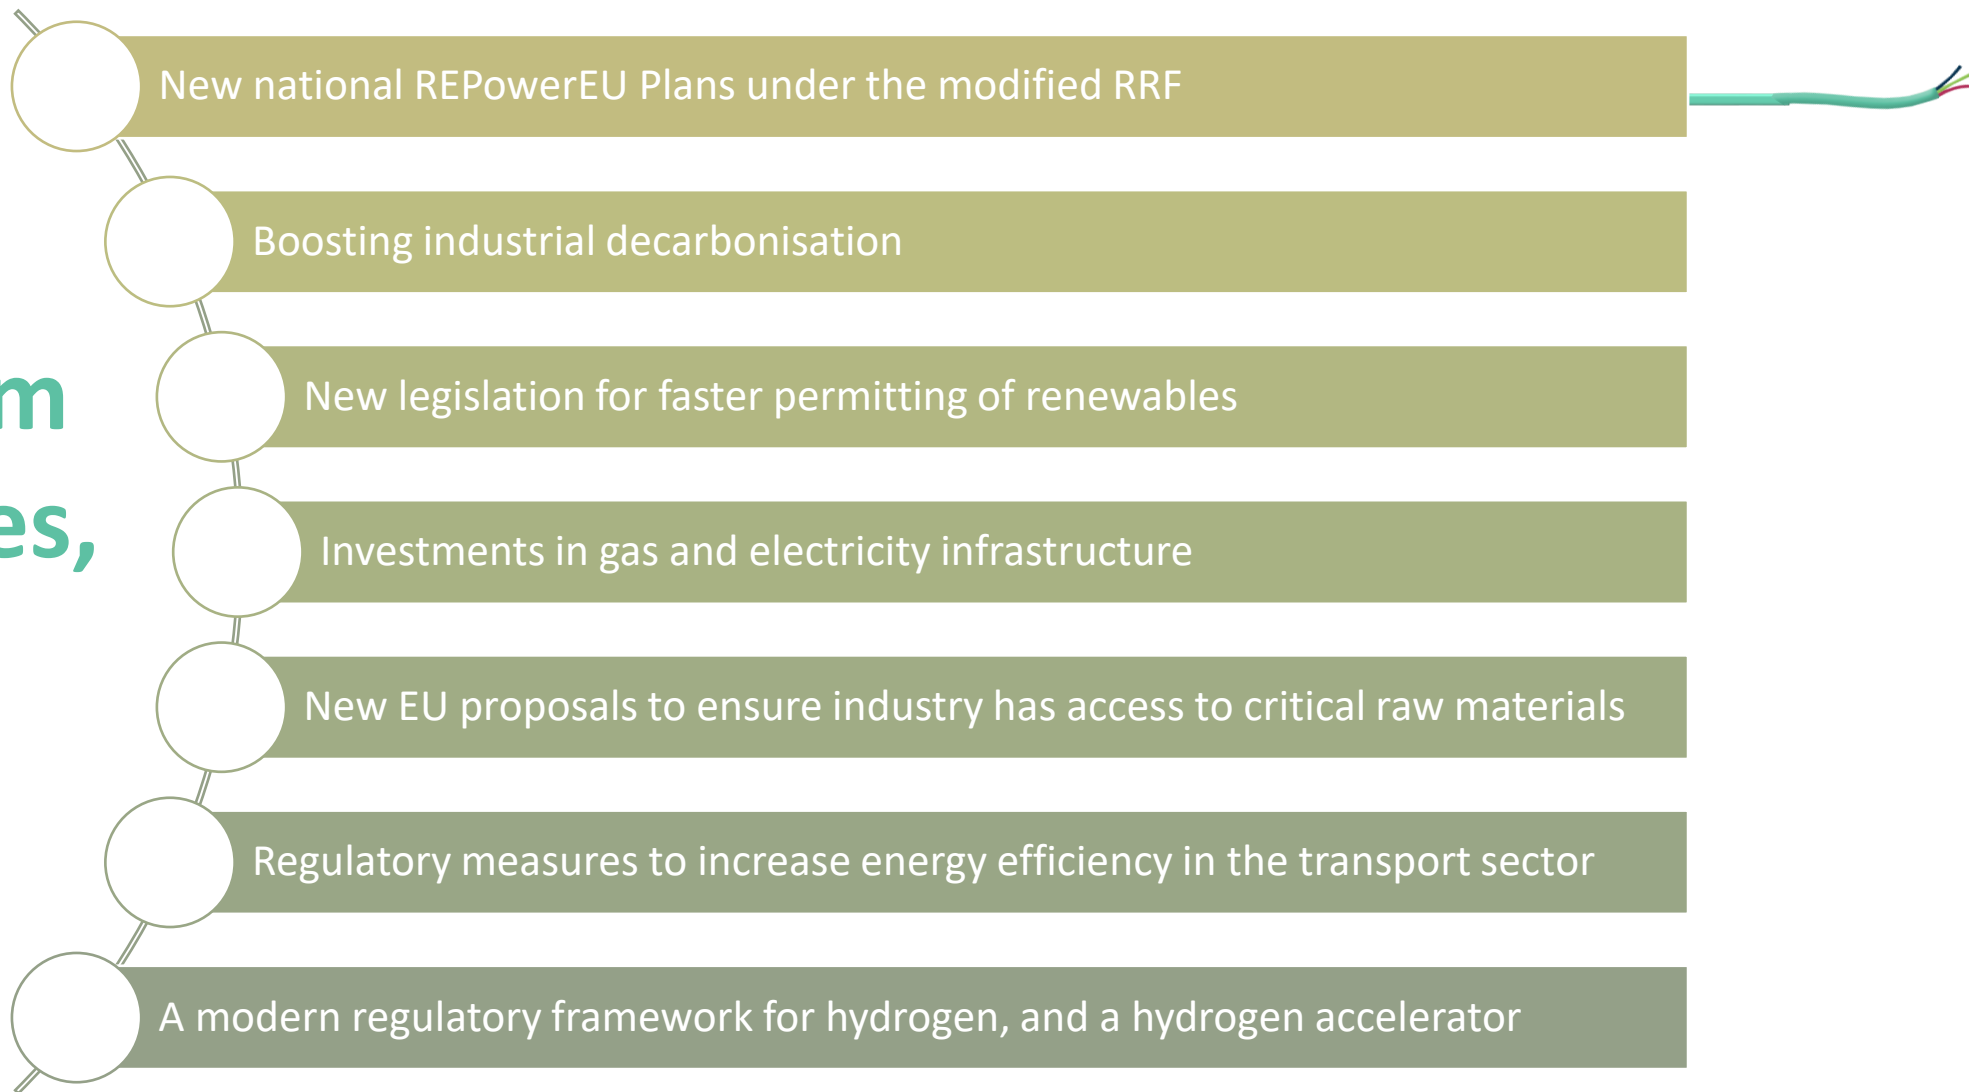 New national REPowerEU Plans under the modified RRF
Boosting industrial decarbonisation
m
New legislation for faster permitting of renewables
es,
Investments in gas and electricity infrastructure
New EU proposals to ensure industry has access to critical raw materials
Regulatory measures to increase energy efficiency in the transport sector
A modern regulatory framework for hydrogen, and a hydrogen accelerator